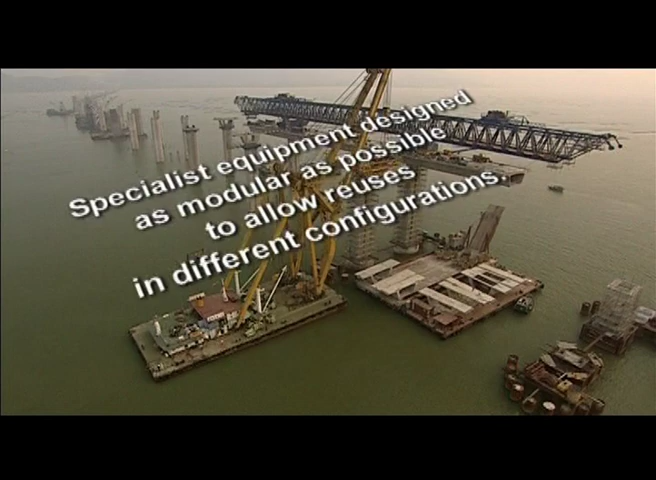 Specialist equipment designed
as modular as possible
to allow reuses
in different configurations.